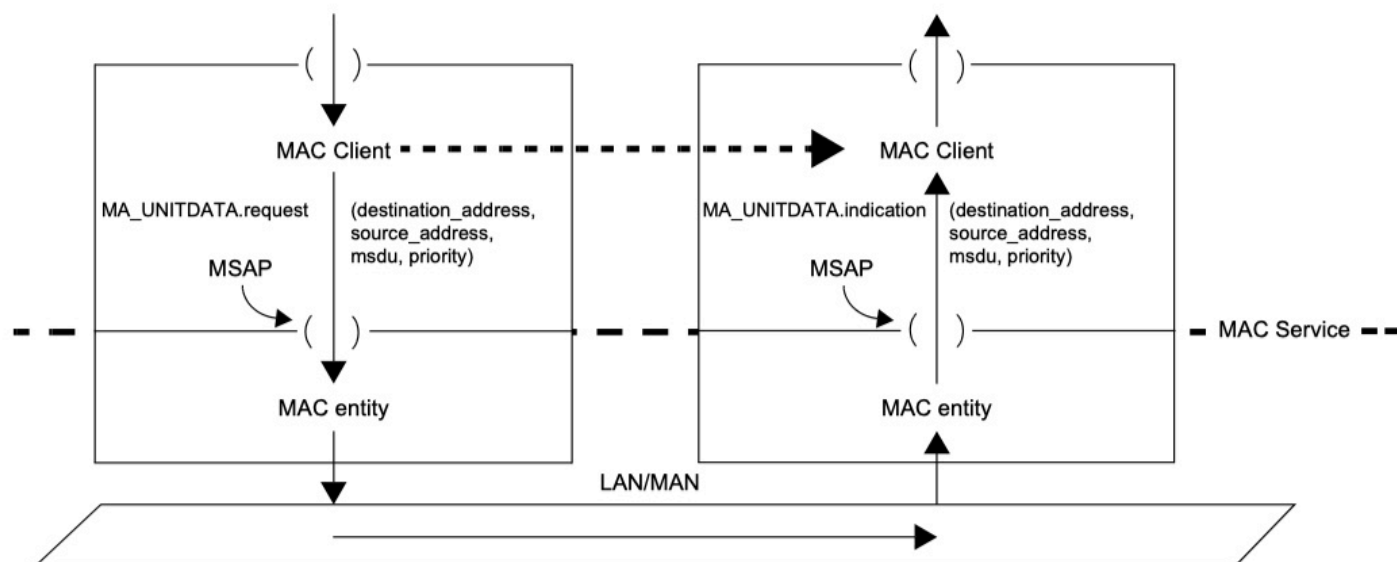 MAC Client
MAC Client
MA_UNITDATA.request
(destination_address,
source_address,
msdu, priority)
MA_UNITDATA.indication
(destination_address,
source_address,
msdu, priority)
MSAP
( )
MSAP
( )
MAC Service
MAC entity
MAC entity
LAN/MAN